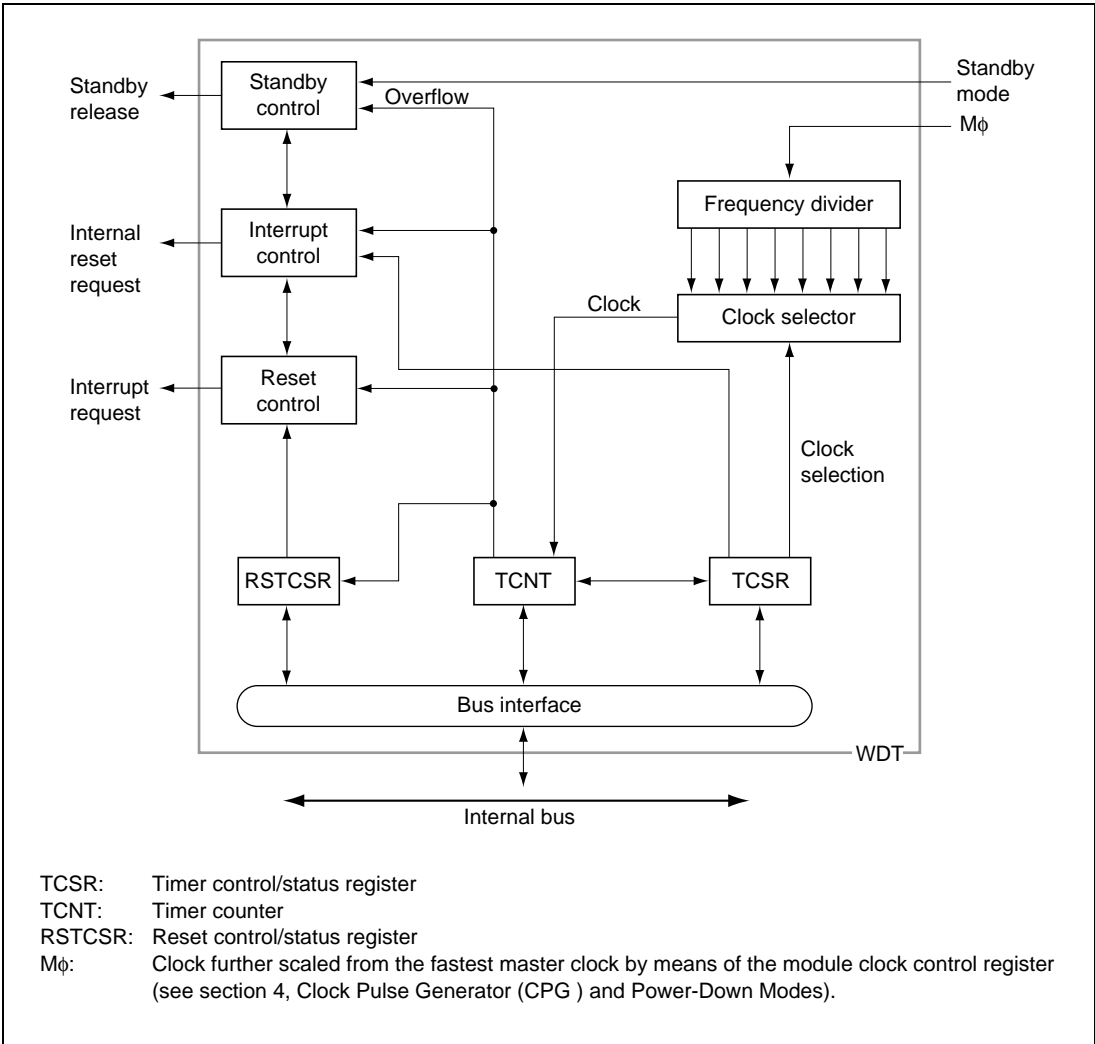 Standby
release
Standby
control
Overflow
Standby
mode
Mϕ
Frequency divider
Internal
reset
request
Interrupt
control
Clock
Clock selector
Interrupt
request
Reset
control
Clock
selection
RSTCSR
TCNT
TCSR
Bus interface
WDT
Internal bus
TCSR: Timer control/status register
TCNT: Timer counter
RSTCSR: Reset control/status register
Mϕ: Clock further scaled from the fastest master clock by means of the module clock control register
(see section 4, Clock Pulse Generator (CPG ) and Power-Down Modes).